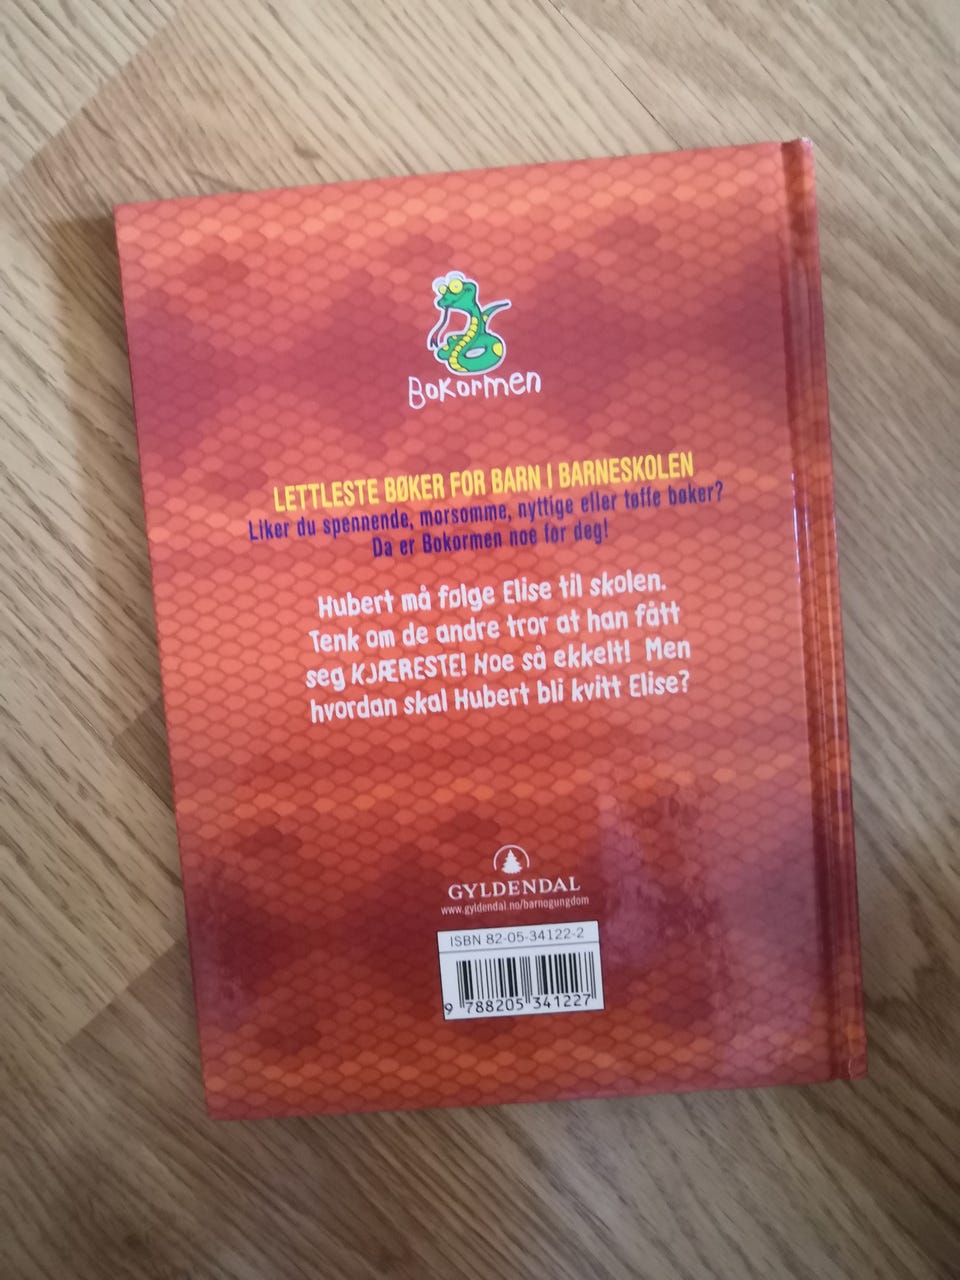 Bokormen
LETTLESTE BØKER FOR BARN I BARNESKOLEN
Liker du spennende, morsomme, nyttige eller tøffe bøker?
Da er Bokormen noe for deg!
Hubert må følge Elise til skolen.
Tenk om de andre tror at han fått
seg KJÆRESTE! Noe så ekkelt! Men
hvordan skal Hubert bli kvitt Elise?
GYLDENDAL
www.gyldendal.no/barnogungdom
ISBN 82-05-34122-2
9 788205 341227